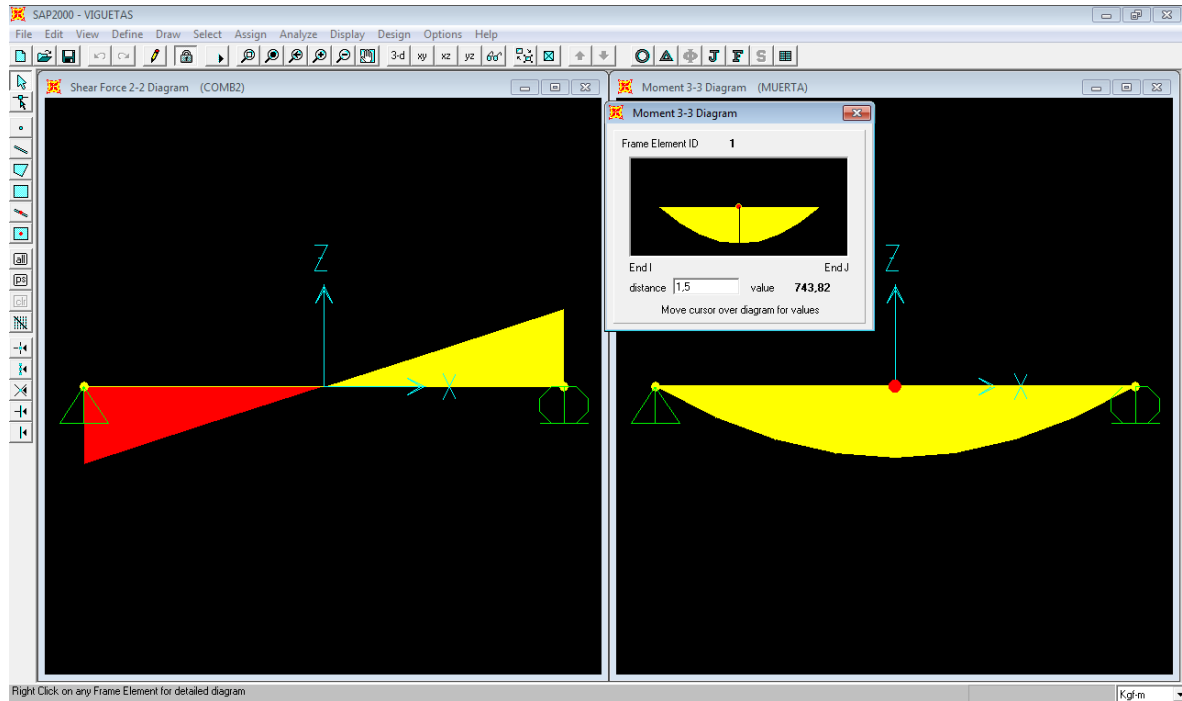 SAP2000 - VIGUETAS
File Edit View Define Draw Select Assign Analyze Display Design Options Help
3-d xy xz yz J F S
Shear Force 2-2 Diagram (COMB2)
Moment 3-3 Diagram (MUERTA)
Moment 3-3 Diagram
Frame Element ID 1
End I End J
distance 1,5 value 743,82
Move cursor over diagram for values
all
ps
clr
Z
X
Z
X
Right Click on any Frame Element for detailed diagram
Kgf-m